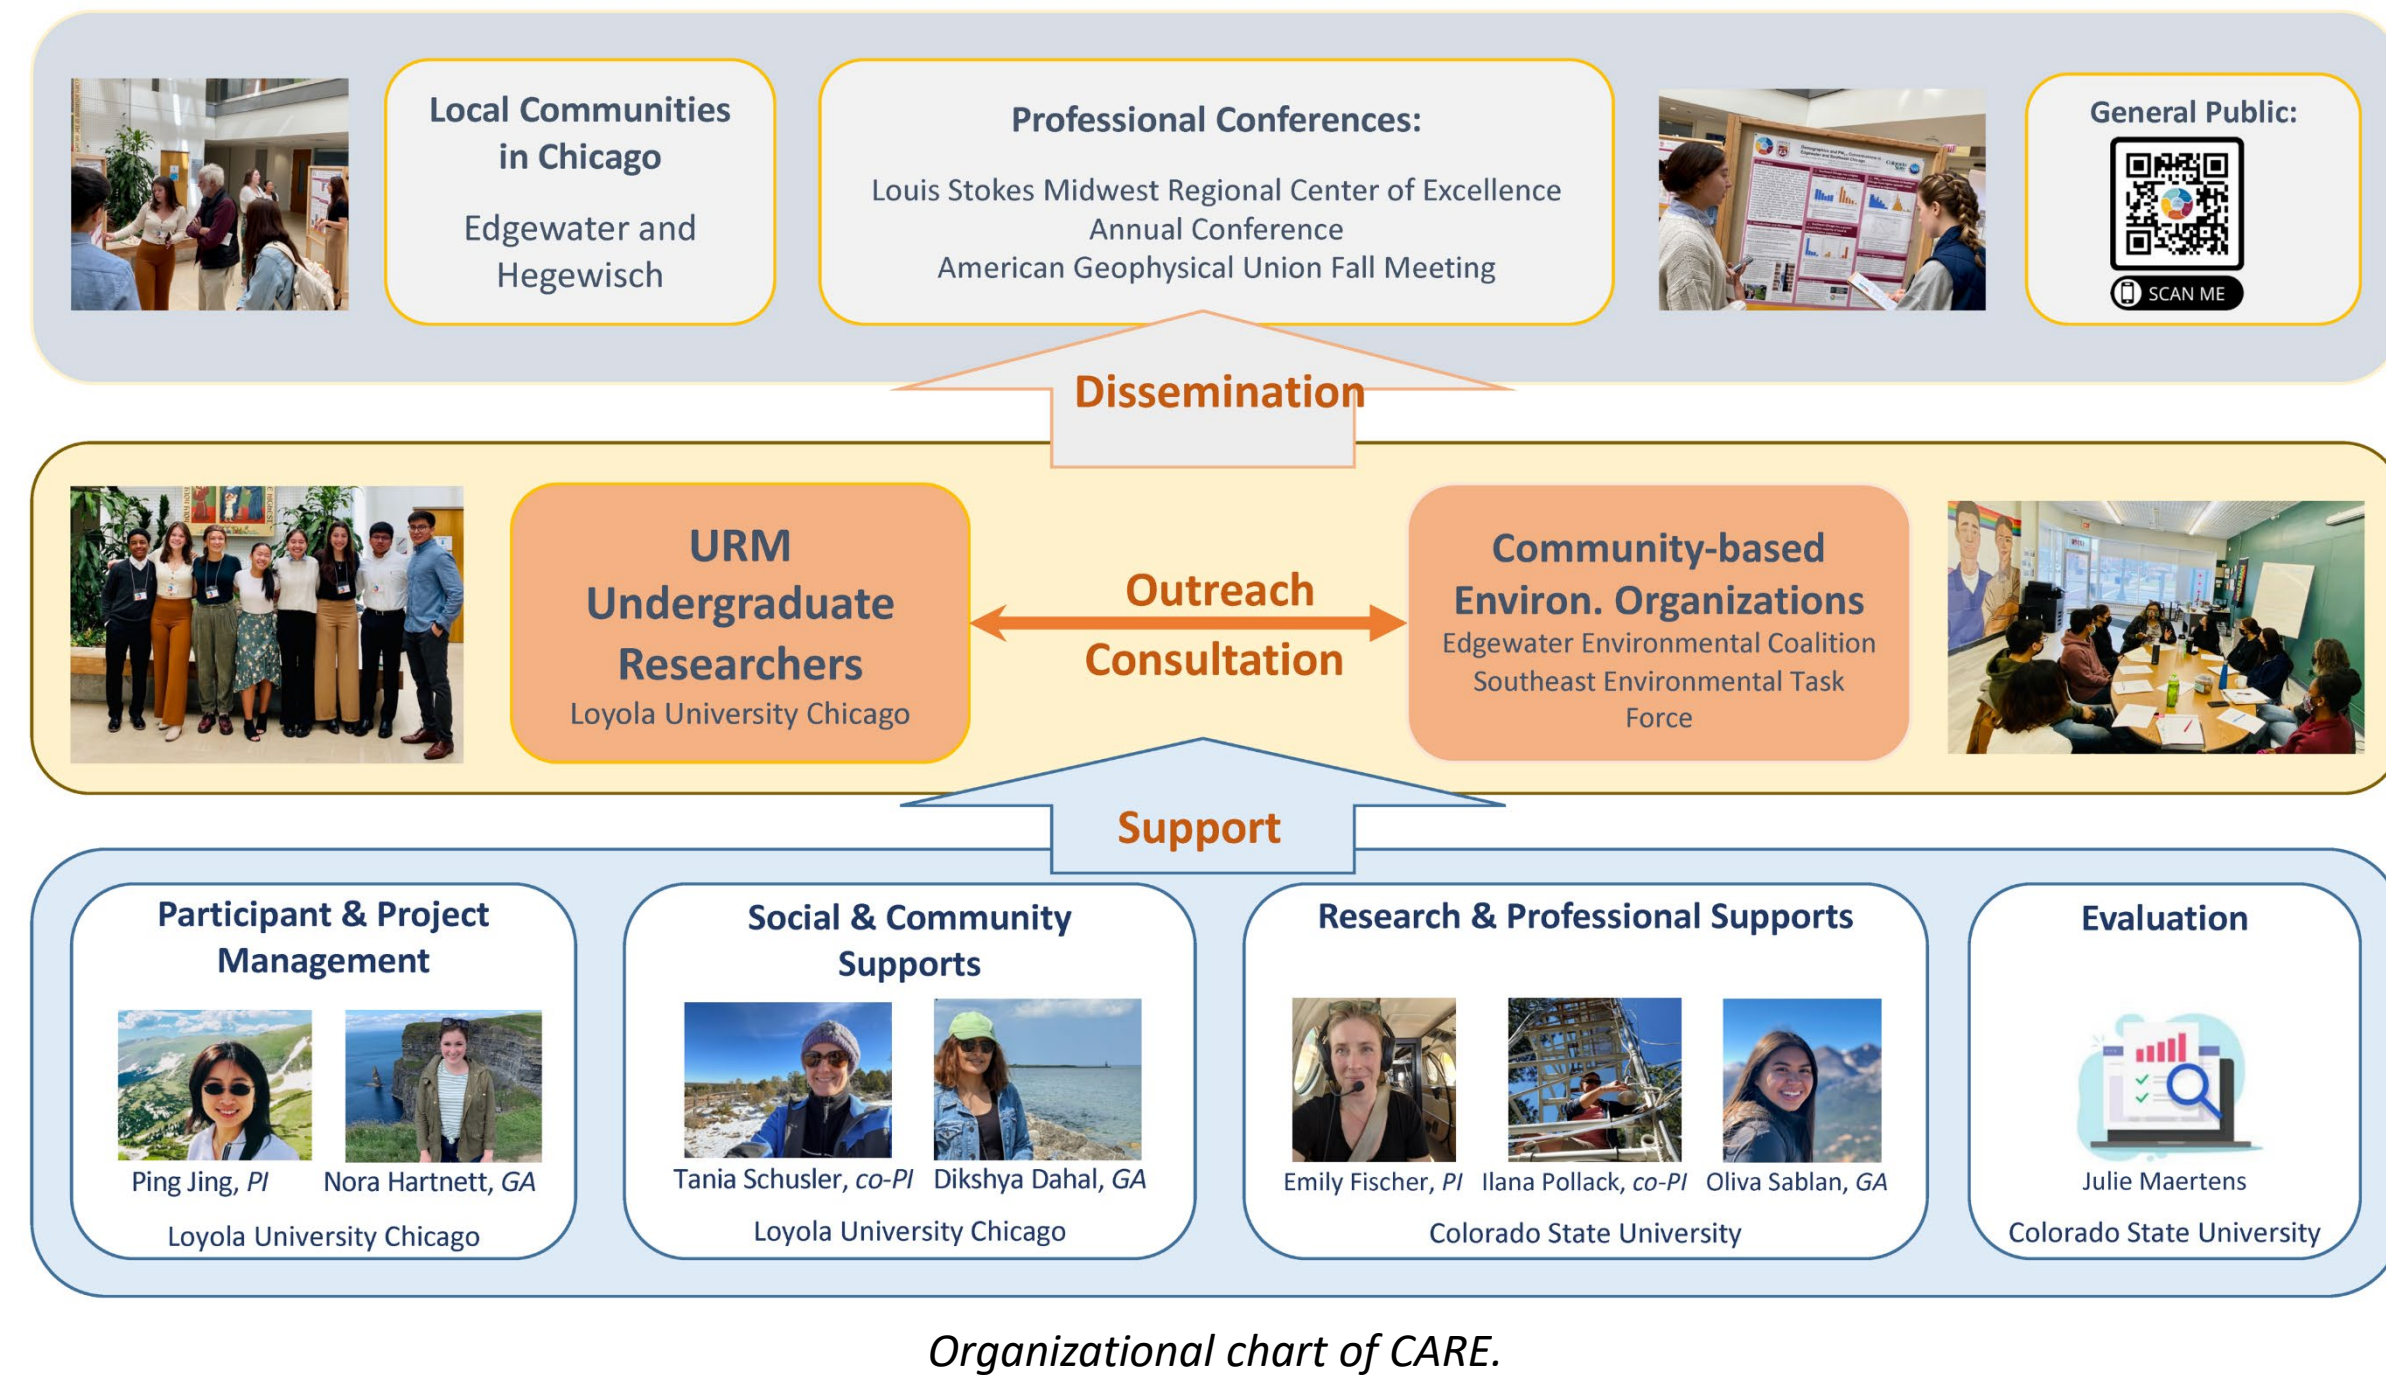 Local Communities
in Chicago
Edgewater and
Hegewisch
Professional Conferences:
Louis Stokes Midwest Regional Center of Excellence
Annual Conference
American Geophysical Union Fall Meeting
General Public:
SCAN ME
Dissemination
URM
Undergraduate
Researchers
Loyola University Chicago
Outreach
Consultation
Community-based
Environ. Organizations
Edgewater Environmental Coalition
Southeast Environmental Task
Force
Support
Participant & Project
Management
Ping Jing, PI
Nora Hartnett, GA
Loyola University Chicago
Social & Community
Supports
Tania Schusler, co-PI
Dikshya Dahal, GA
Loyola University Chicago
Research & Professional Supports
Emily Fischer, PI
Ilana Pollack, co-PI
Oliva Sablan, GA
Colorado State University
Evaluation
Julie Maertens
Colorado State University
Organizational chart of CARE.